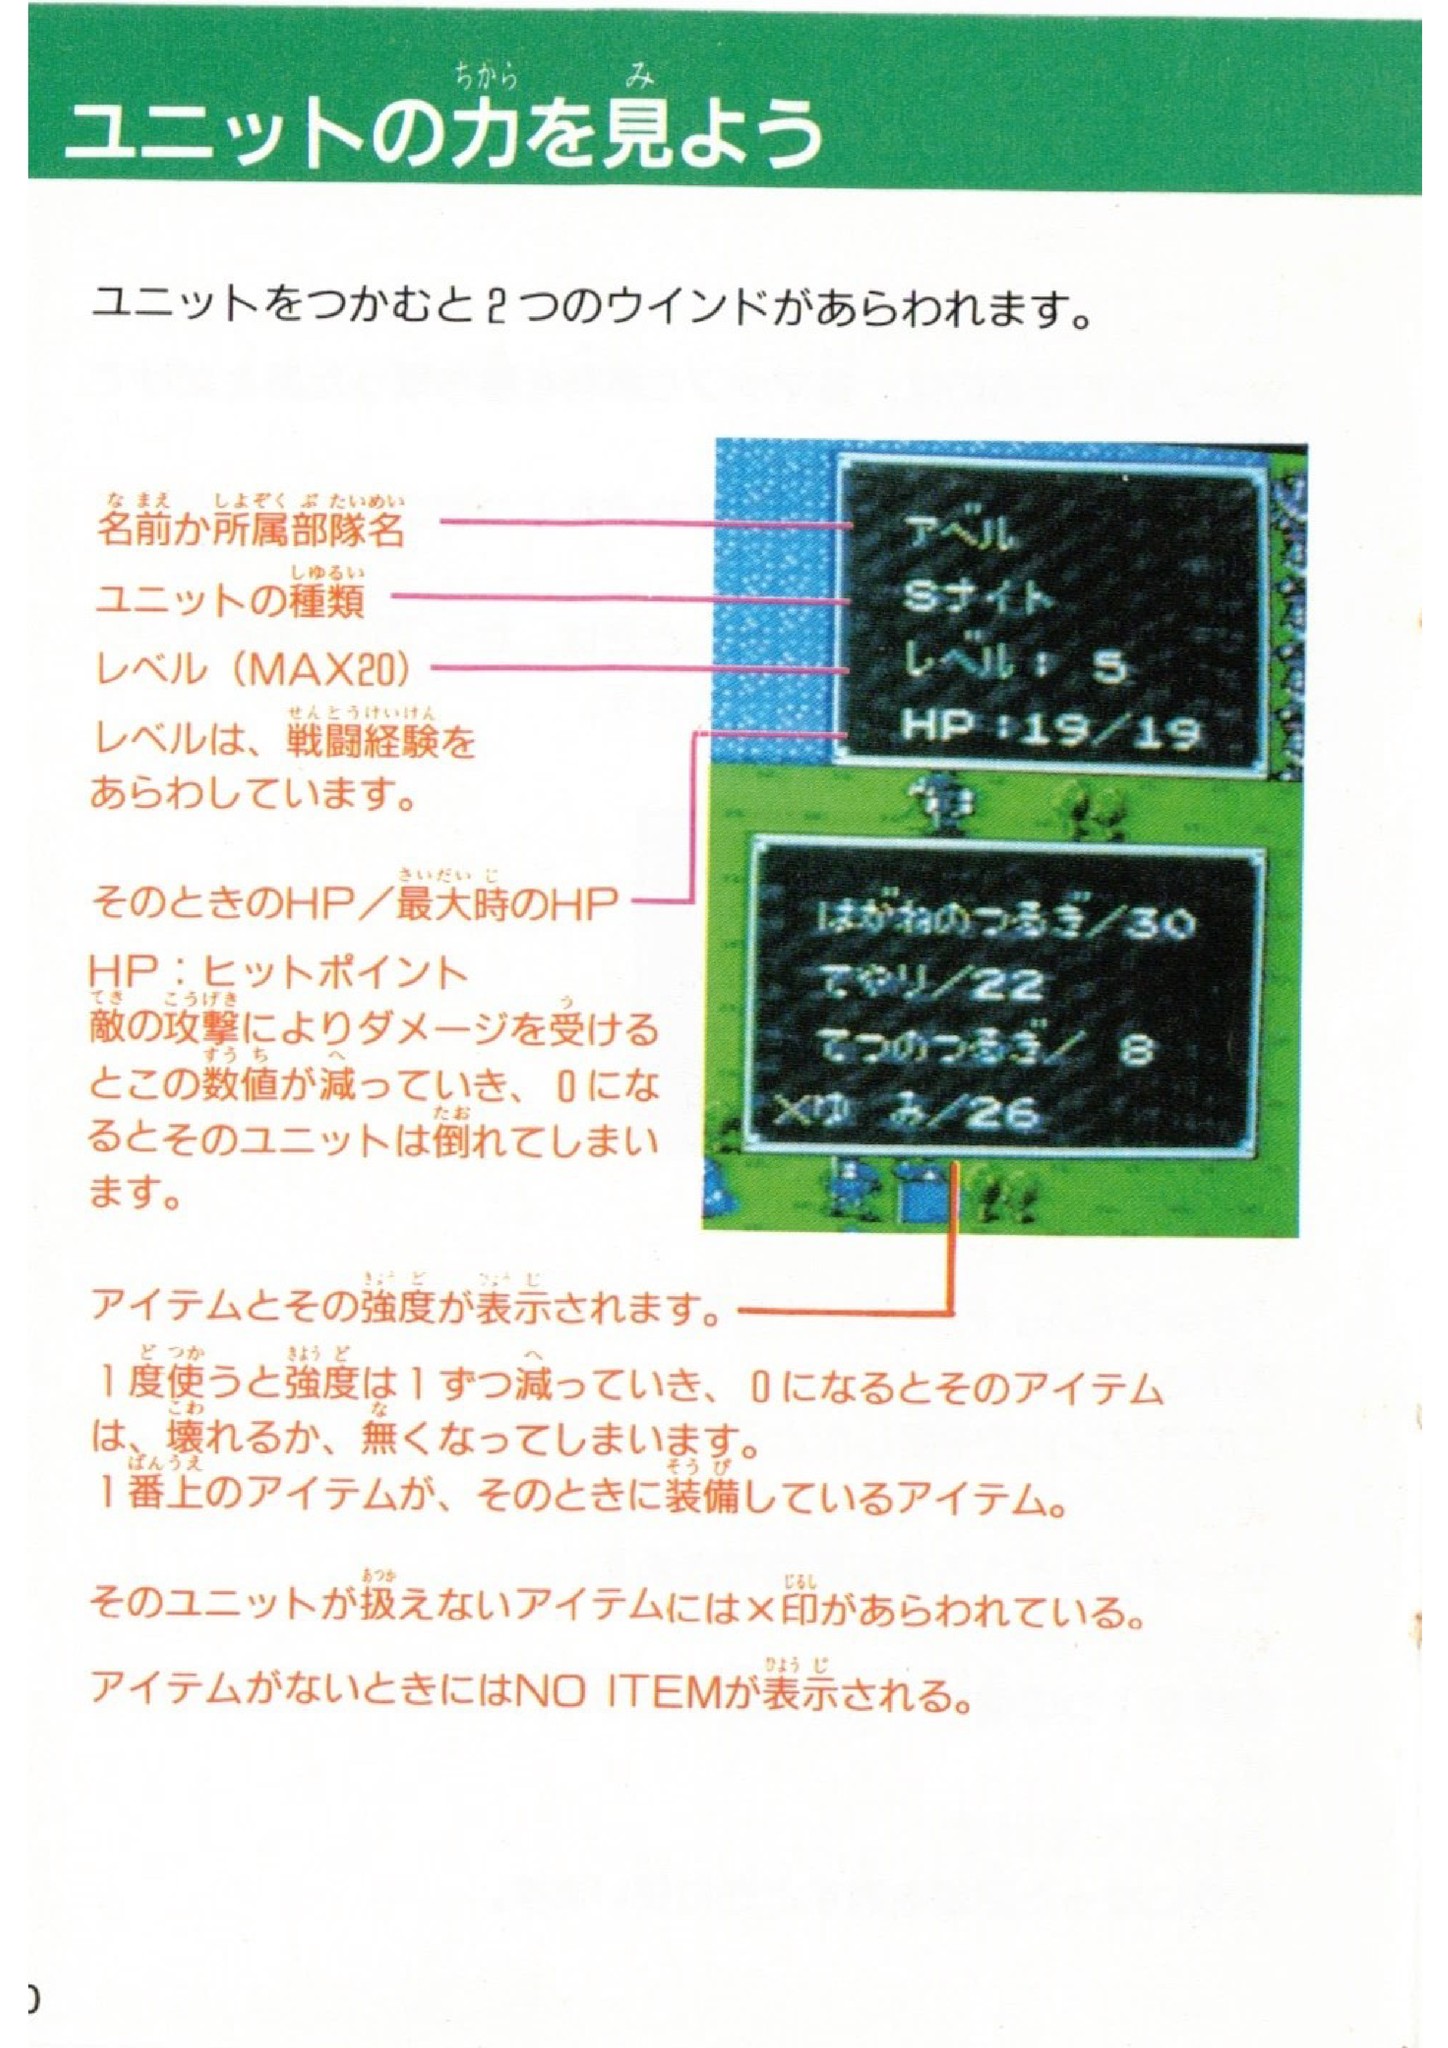 ユニットの力を見よう
ユニットをつかむと2つのウインドがあらわれます。
名前か所属部隊名
ユニットの種類
レベル（MAX20）
レベルは、戦闘経験を
あらわしています。
そのときのHP／最大時のHP
HP：ヒットポイント
敵の攻撃によりダメージを受ける
とこの数値が減っていき、0にな
るとそのユニットは倒れてしまい
ます。
アベル
Sナイト
レベル： 5
HP：19/19
はがねのつるぎ/30
てやり/22
てつのつるぎ/ 8
×ゆ み/26
アイテムとその強度が表示されます。
1度使うと強度は1ずつ減っていき、0になるとそのアイテム
は、壊れるか、無くなってしまいます。
1番上のアイテムが、そのときに装備しているアイテム。
そのユニットが扱えないアイテムには×印があらわれている。
アイテムがないときにはNO ITEMが表示される。